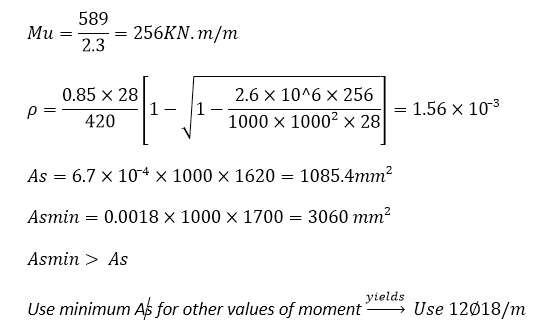 Mu = 589/2.3 = 256KN.m/m
ρ = 0.85 × 28/420 [1 − √(1 − 2.6 × 10^6 × 256/1000 × 1000² × 28)] = 1.56 × 10⁻³
As = 6.7 × 10⁻⁴ × 1000 × 1620 = 1085.4mm²
Asmin = 0.0018 × 1000 × 1700 = 3060 mm²
Asmin > As
Use minimum As for other values of moment yields→ Use 12Ø18/m